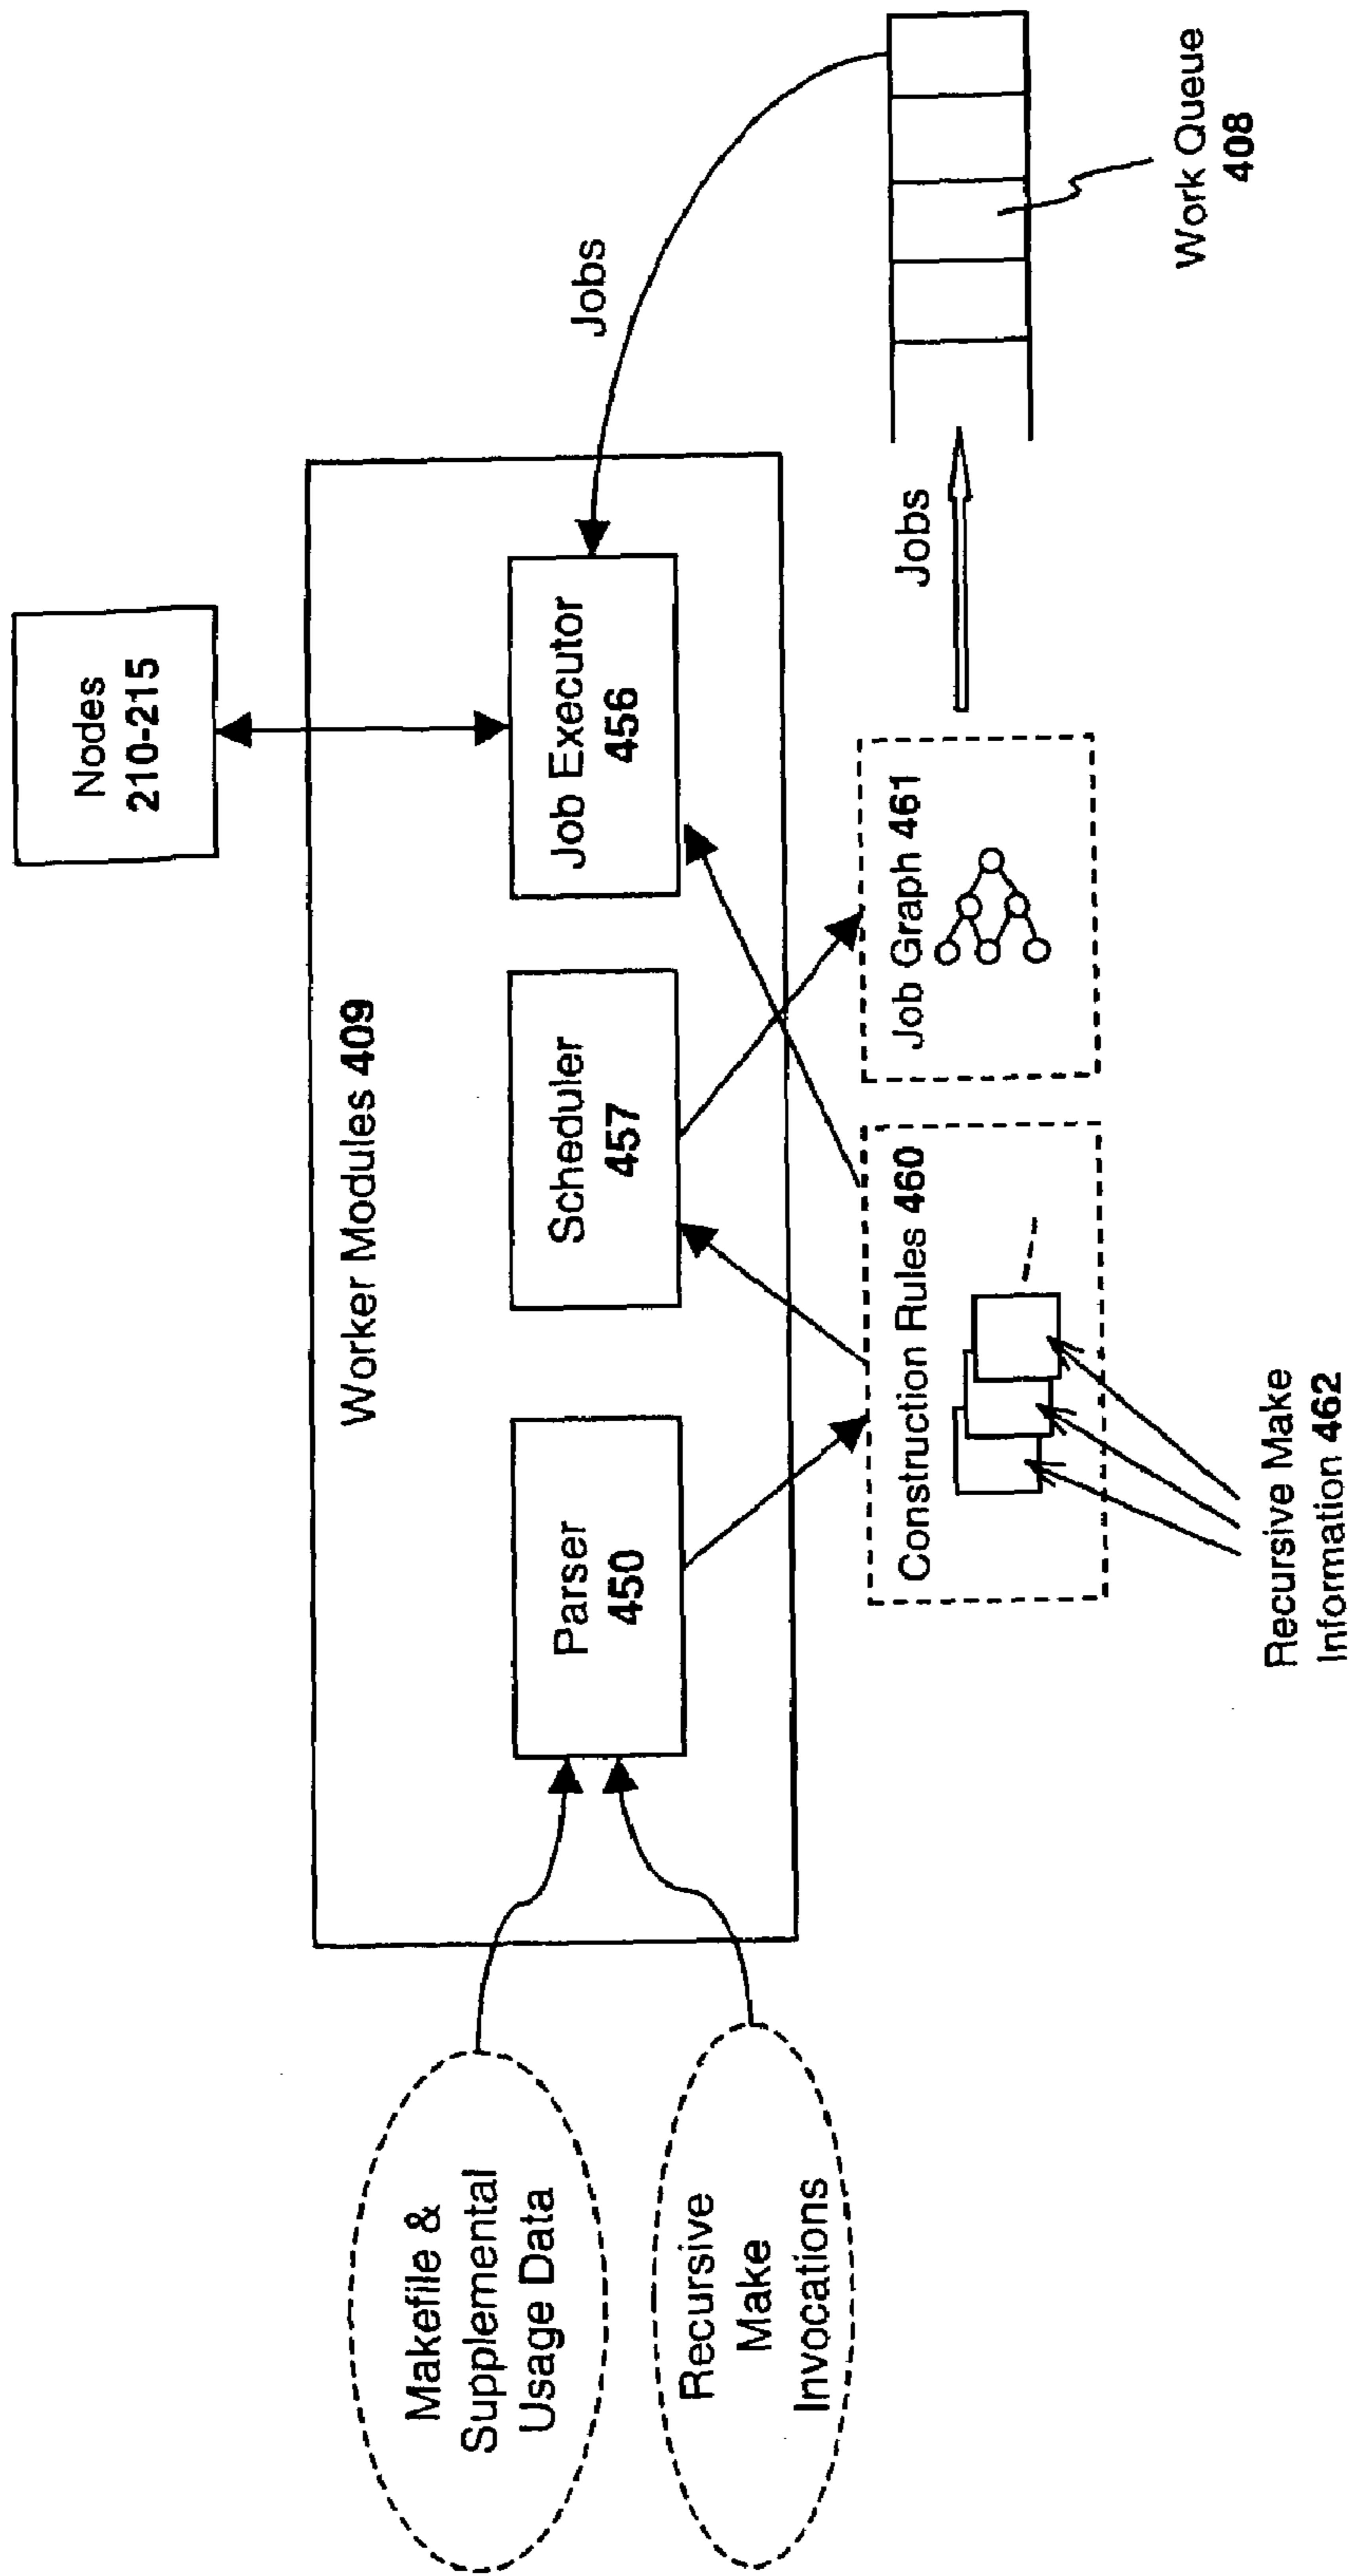 Nodes
210-215
Worker Modules 409
Parser
450
Scheduler
457
Job Executor
456
Makefile &
Supplemental
Usage Data
Recursive
Make
Invocations
Construction Rules 460
Job Graph 461
Jobs
Jobs
Recursive Make
Information 462
Work Queue
408